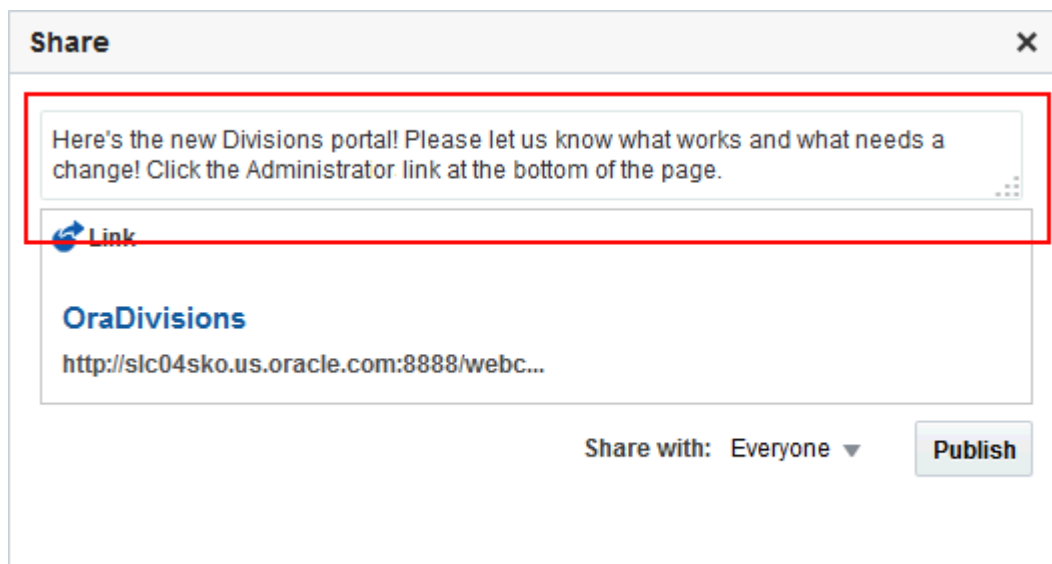 Share
Here's the new Divisions portal! Please let us know what works and what needs a
change! Click the Administrator link at the bottom of the page.
Link
OraDivisions
http://slc04sko.us.oracle.com:8888/webc...
Share with: Everyone
Publish